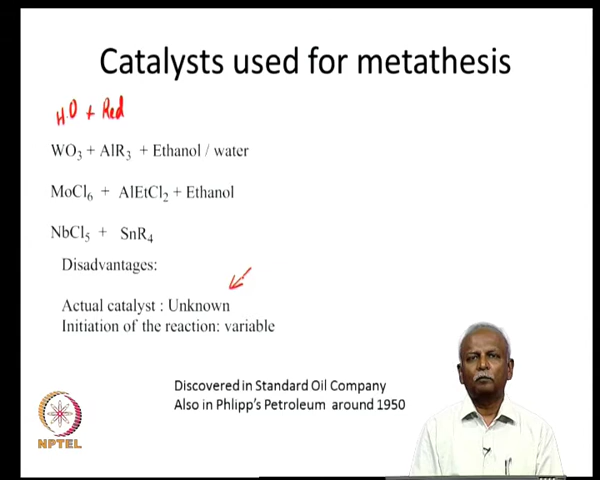 Catalysts used for metathesis
H.O + Red
WO₃ + AlR₃ + Ethanol / water
MoCl₆ + AlEtCl₂ + Ethanol
NbCl₅ + SnR₄
Disadvantages:
Actual catalyst : Unknown
Initiation of the reaction: variable
Discovered in Standard Oil Company
Also in Phlipp's Petroleum around 1950
NPTEL